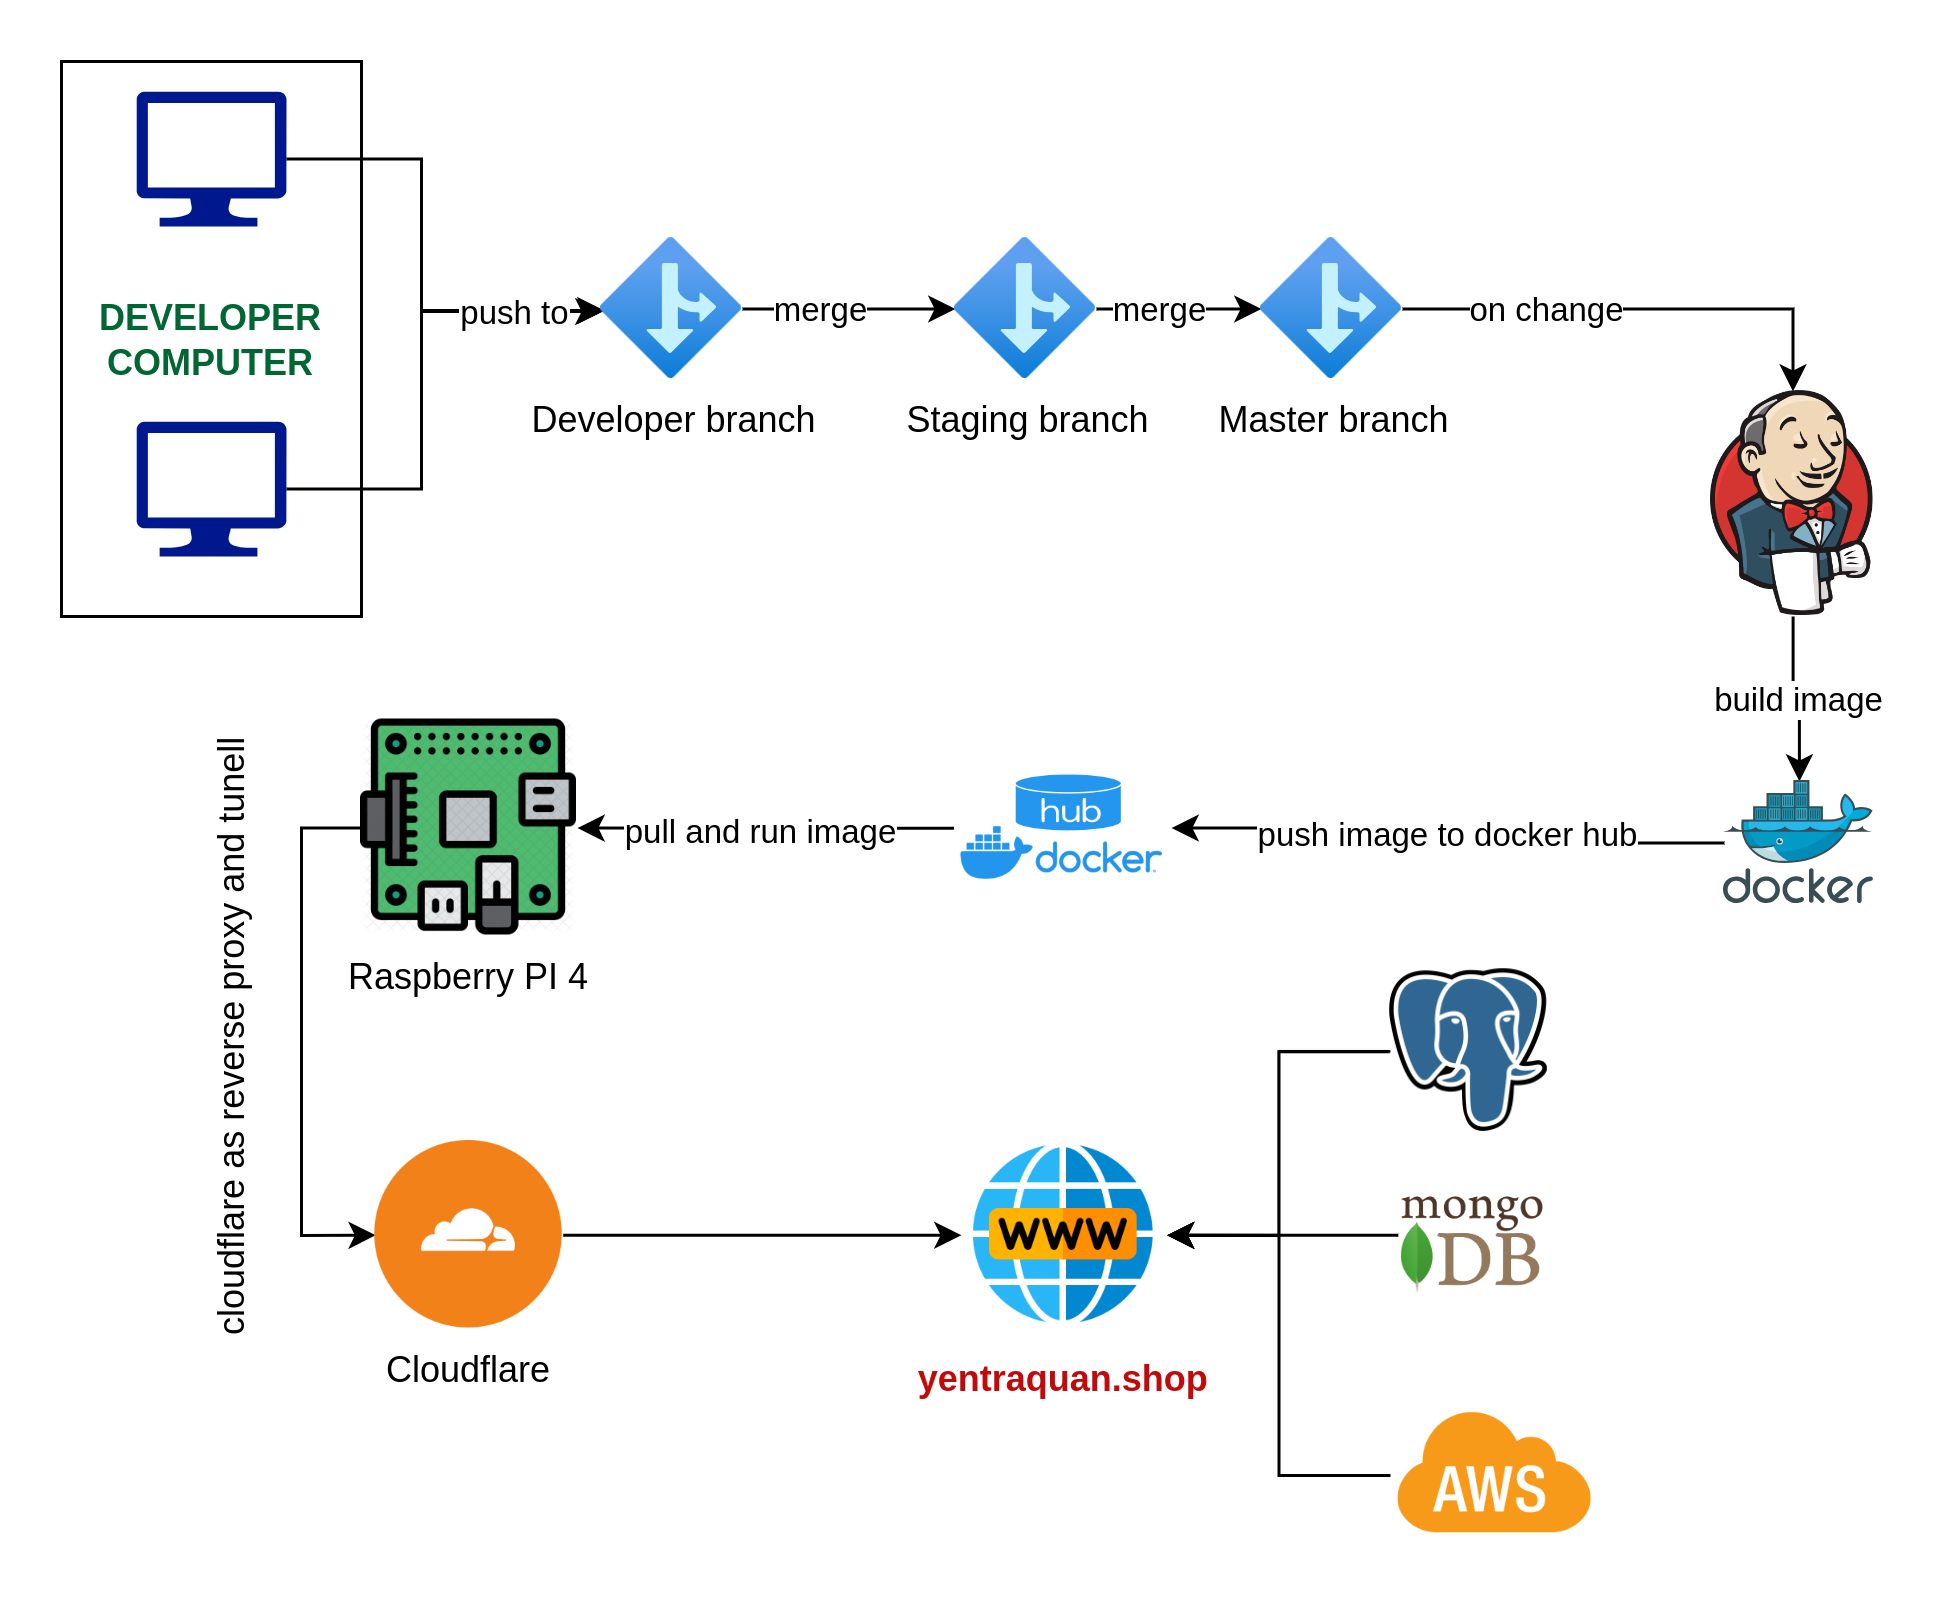 DEVELOPER
COMPUTER
push to
merge
merge
on change
Developer branch
Staging branch
Master branch
build image
hub
docker
pull and run image
push image to docker hub
docker
Raspberry PI 4
cloudflare as reverse proxy and tunell
mongo
DB
WWW
Cloudflare
yentraquan.shop
AWS